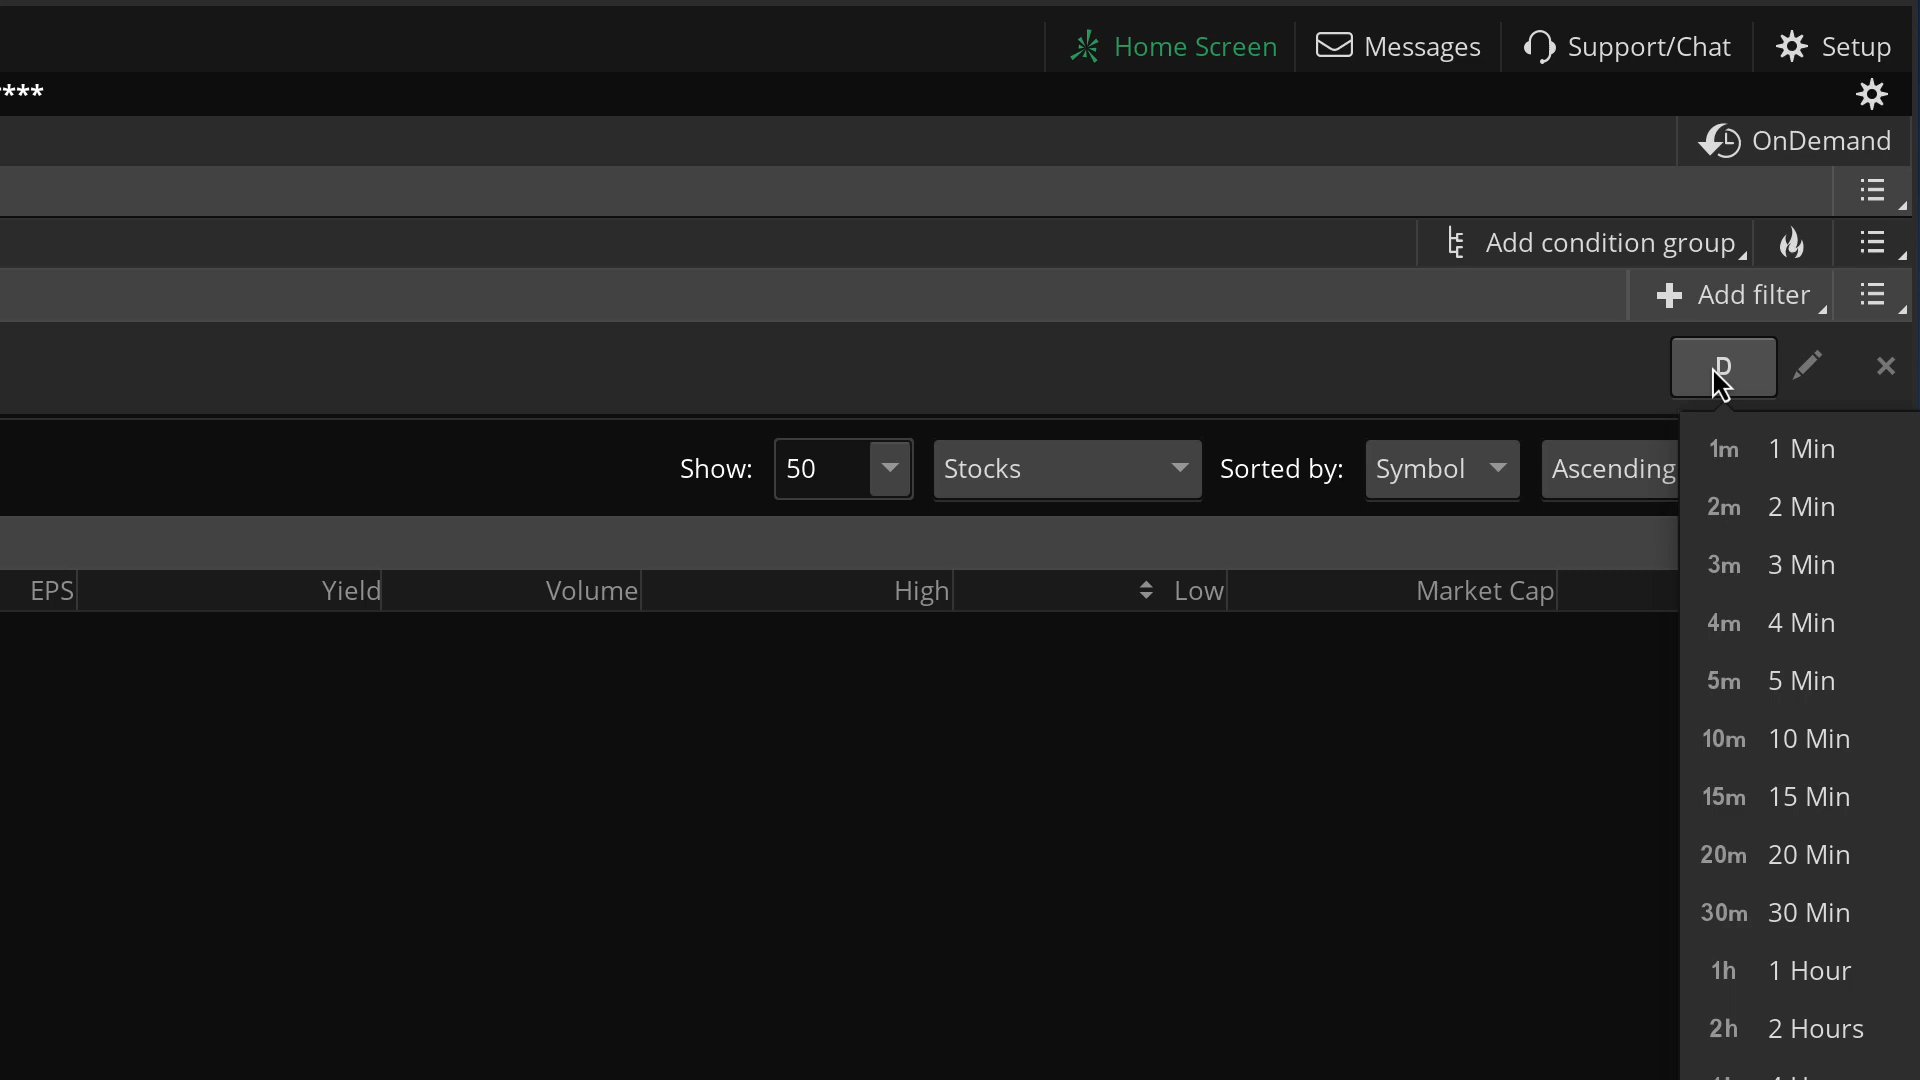 Home Screen Messages Support/Chat Setup
****
OnDemand
Add condition group
Add filter
D
Show: 50 Stocks Sorted by: Symbol Ascending
EPS Yield Volume High Low Market Cap
1m 1 Min
2m 2 Min
3m 3 Min
4m 4 Min
5m 5 Min
10m 10 Min
15m 15 Min
20m 20 Min
30m 30 Min
1h 1 Hour
2h 2 Hours